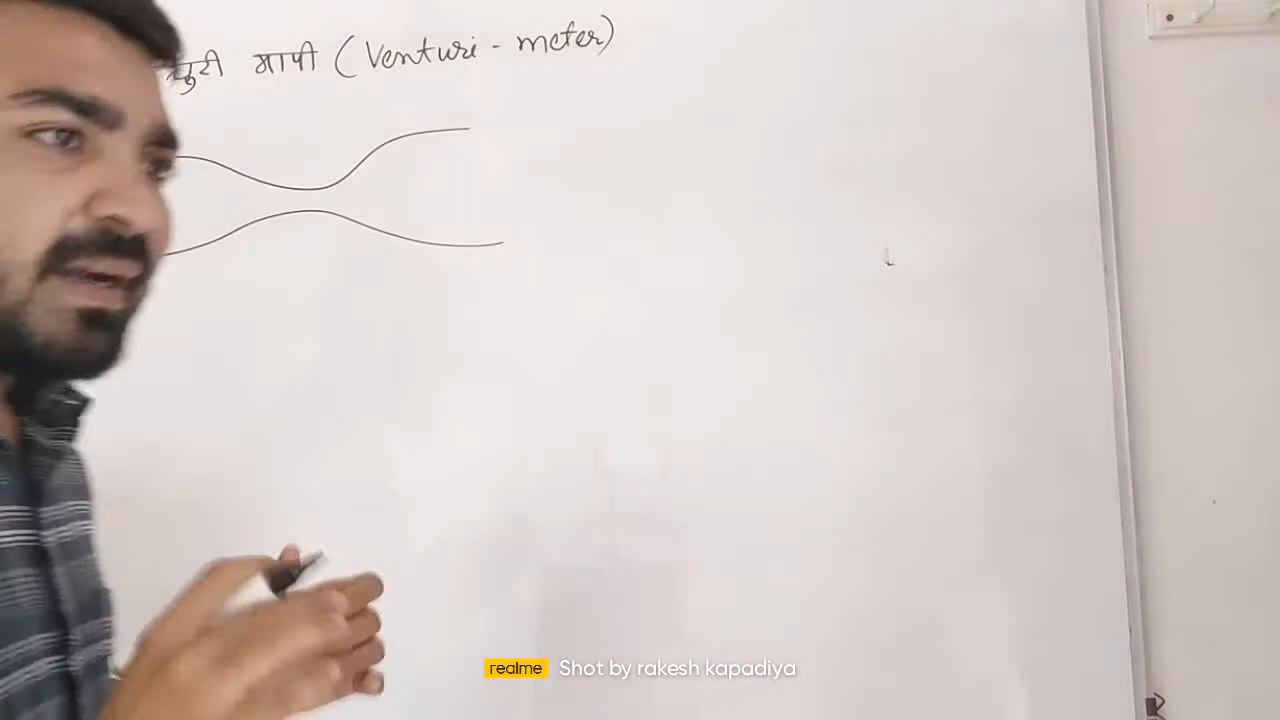 मापी (Venturi - meter)
realme Shot by rakesh kapadiya